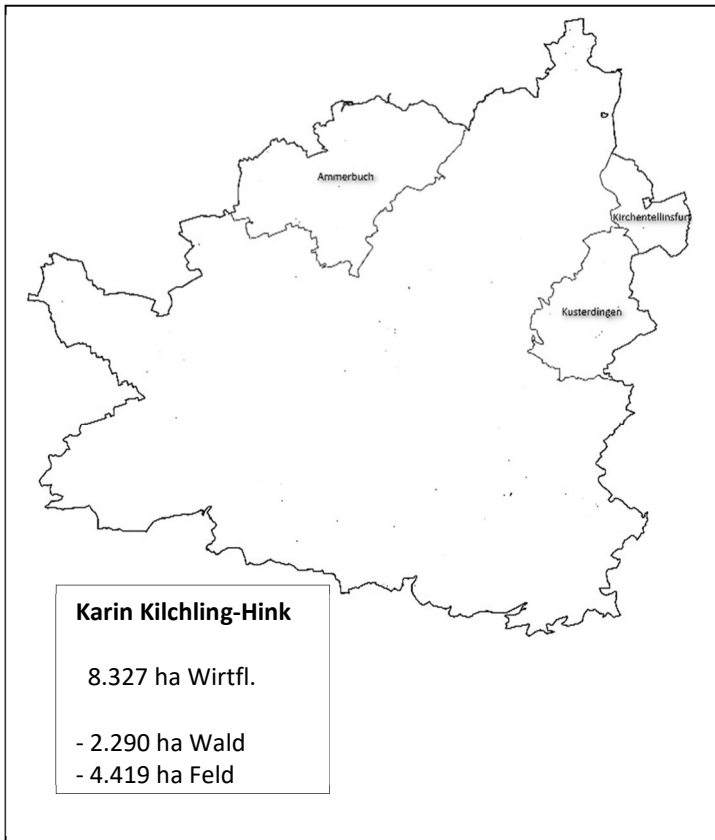 Ammerbuch
Kirchentellinsfurt
Kusterdingen
Karin Kilchling-Hink
8.327 ha Wirtfl.
- 2.290 ha Wald
- 4.419 ha Feld